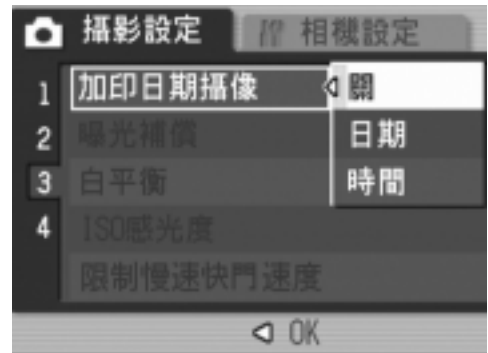 攝影設定 相機設定
1 加印日期攝像 關
2 曝光補償 日期
3 白平衡 時間
4 ISO感光度
限制慢速快門速度
OK